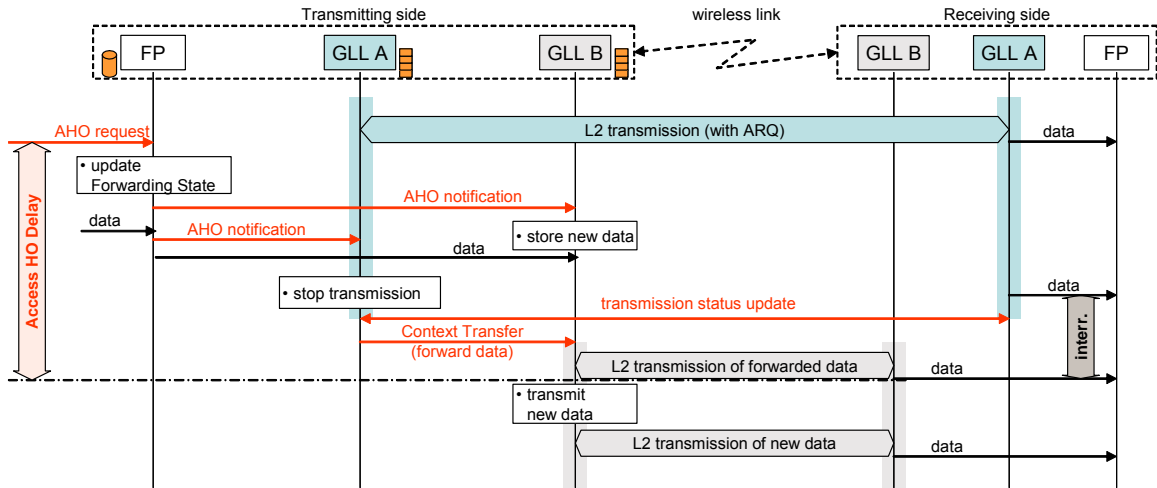 Transmitting side
wireless link
Receiving side
FP
GLL A
GLL B
GLL B
GLL A
FP
AHO request
L2 transmission (with ARQ)
data
• update
Forwarding State
AHO notification
data
AHO notification
• store new data
data
Access HO Delay
• stop transmission
data
transmission status update
Context Transfer
(forward data)
interr.
L2 transmission of forwarded data
data
• transmit
new data
L2 transmission of new data
data